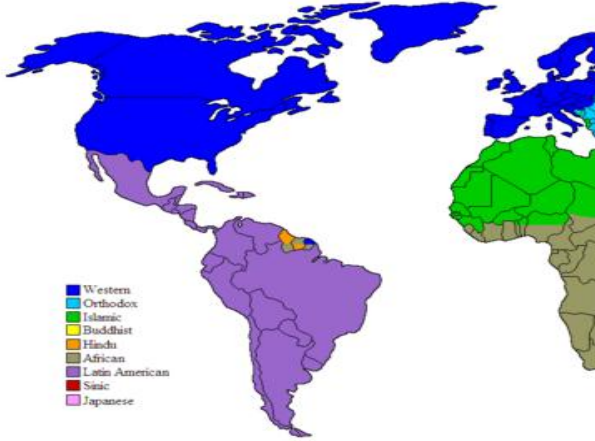 Western
Orthodox
Islamic
Buddhist
Hindu
African
Latin American
Sinic
Japanese